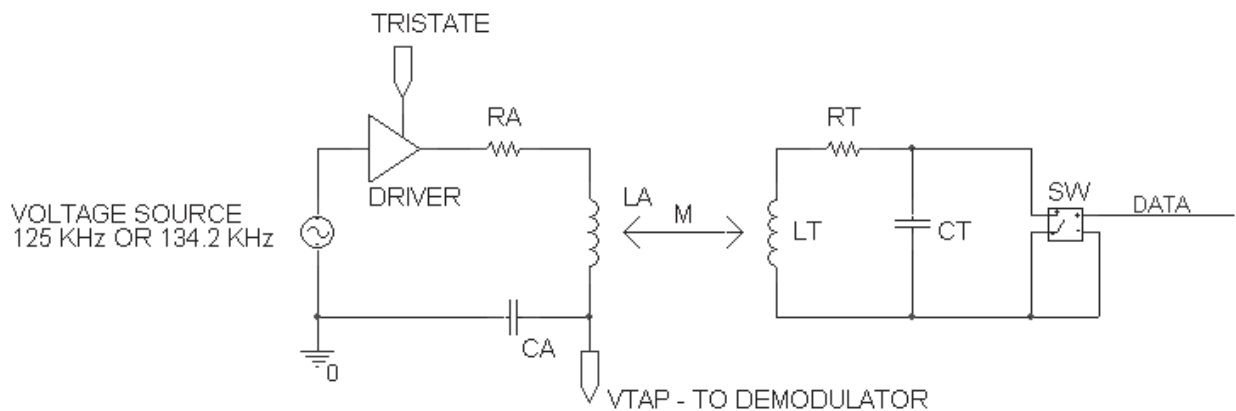 TRISTATE
RA
RT
DRIVER
LA
SW
VOLTAGE SOURCE
125 KHz OR 134.2 KHz
M
LT
CT
DATA
CA
0
VTAP - TO DEMODULATOR